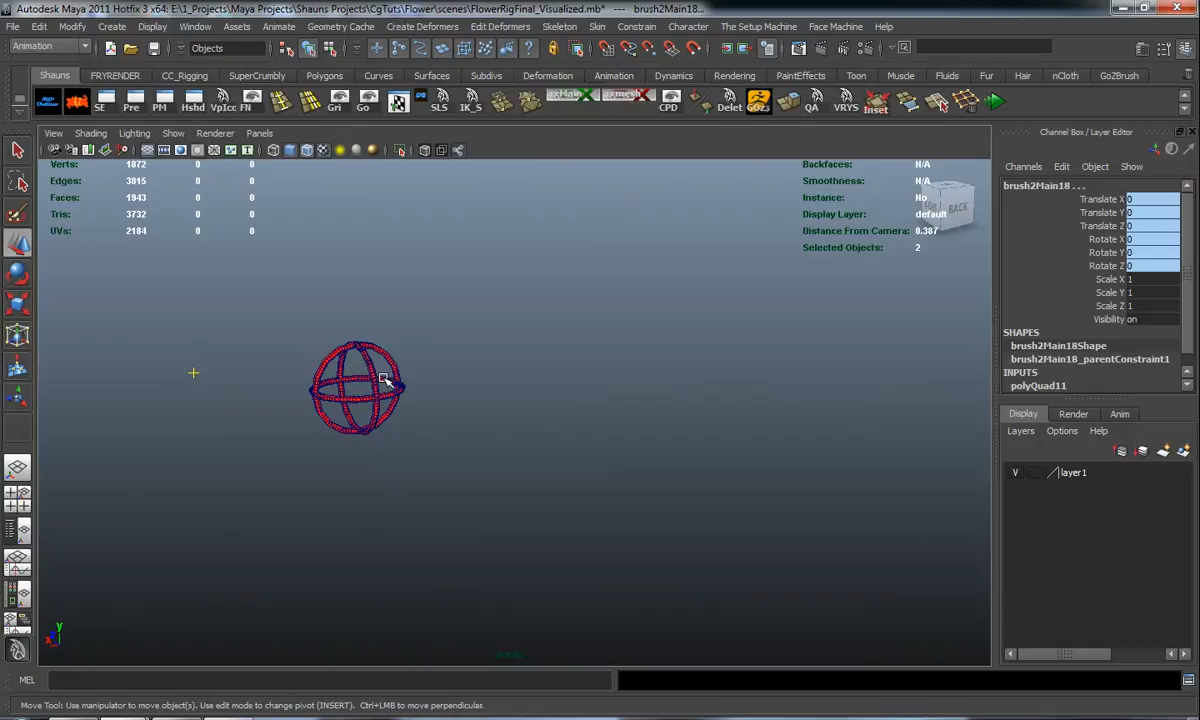 Autodesk Maya 2011 Hotfix 3 x64: E:\1_Projects\Maya Projects\Shauns Projects\CgTuts\Flower\scenes\FlowerRigFinal_Visualized.mb* --- brush2Main18...
File Edit Modify Create Display Window Assets Animate Geometry Cache Create Deformers Edit Deformers Skeleton Skin Constrain Character The Setup Machine Face Machine Help
Animation Objects
Shauns FRYRENDER CC_Rigging SuperCrumbly Polygons Curves Surfaces Subdivs Deformation Animation Dynamics Rendering PaintEffects Toon Muscle Fluids Fur Hair nCloth GoZBrush
SE Pre PM Hshd VpIcc FN Gri Go SLS IK_S axHair axmesh CPD Delet GOZ3 QA VRYS Inset
View Shading Lighting Show Renderer Panels
Channel Box / Layer Editor
Verts: 1872 0 0
Edges: 3815 0 0
Faces: 1943 0 0
Tris: 3732 0 0
UVs: 2184 0 0
Backfaces: N/A
Smoothness: N/A
Instance: No
Display Layer: default
Distance From Camera: 0.387
Selected Objects: 2
BACK
Channels Edit Object Show
brush2Main18 ...
Translate X 0
Translate Y 0
Translate Z 0
Rotate X 0
Rotate Y 0
Rotate Z 0
Scale X 1
Scale Y 1
Scale Z 1
Visibility on
SHAPES
brush2Main18Shape
brush2Main18_parentConstraint1
INPUTS
polyQuad11
Display Render Anim
Layers Options Help
V layer1
y
x
MEL
Move Tool: Use manipulator to move object(s). Use edit mode to change pivot (INSERT). Ctrl+LMB to move perpendicular.